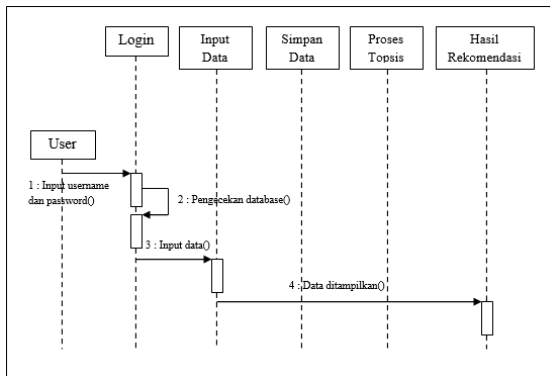 Login
Input
Data
Simpan
Data
Proses
Topsis
Hasil
Rekomendasi
User
1 : Input username
dan password()
2 : Pengecekan database()
3 : Input data()
4 : Data ditampilkan()